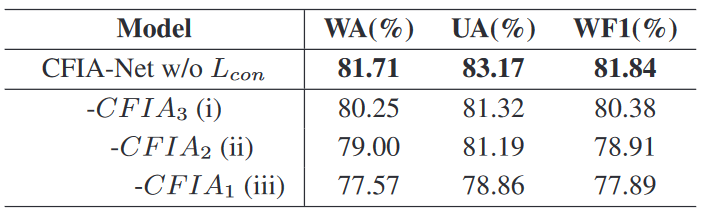 Model WA(%) UA(%) WF1(%)
CFIA-Net w/o L_con 81.71 83.17 81.84
-CFIA_3 (i) 80.25 81.32 80.38
-CFIA_2 (ii) 79.00 81.19 78.91
-CFIA_1 (iii) 77.57 78.86 77.89